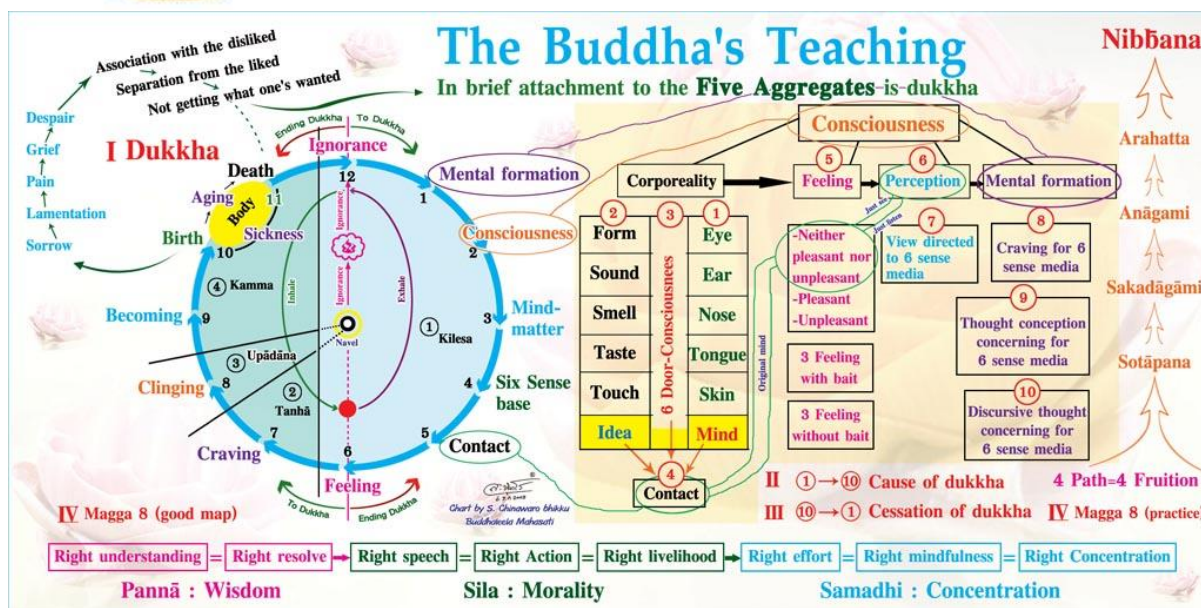 The Buddha's Teaching
In brief attachment to the Five Aggregates is dukkha
Nibbana
Association with the disliked
Separation from the liked
Not getting what one's wanted
Despair
Grief
Pain
Lamentation
Sorrow
I Dukkha
Ending Dukkha
To Dukkha
Ignorance
12
1
2
3
4
5
6
7
8
9
10
11
Death
Aging
Body
Sickness
Birth
Becoming
Clinging
Craving
Feeling
Contact
Six Sense
base
Mind-
matter
Consciousness
Mental formation
4 Kamma
3 Upādāna
2 Tanhā
1 Kilesa
Inhale
Exhale
Ignorance
Ignorance
Navel
To Dukkha
Ending Dukkha
Chart by S. Chinawaro bhikku
Buddhaleela Mahasati
IV Magga 8 (good map)
Consciousness
Corporeality
5
Feeling
6
Perception
Mental formation
2
3
1
Form
Sound
Smell
Taste
Touch
Idea
6 Door-Consciousnees
Eye
Ear
Nose
Tongue
Skin
Mind
4
Contact
Original mind
Just see
Just listen
-Neither
pleasant nor
unpleasant
-Pleasant
-Unpleasant
3 Feeling
with bait
3 Feeling
without bait
7
View directed
to 6 sense
media
8
Craving for 6
sense media
9
Thought conception
concerning for
6 sense media
10
Discursive thought
concerning for
6 sense media
Arahatta
Anāgami
Sakadāgāmi
Sotāpana
II 1 → 10 Cause of dukkha
III 10 → 1 Cessation of dukkha
4 Path=4 Fruition
IV Magga 8 (practice)
Right understanding = Right resolve → Right speech = Right Action = Right livelihood → Right effort = Right mindfulness = Right Concentration
Pannā : Wisdom
Sila : Morality
Samadhi : Concentration